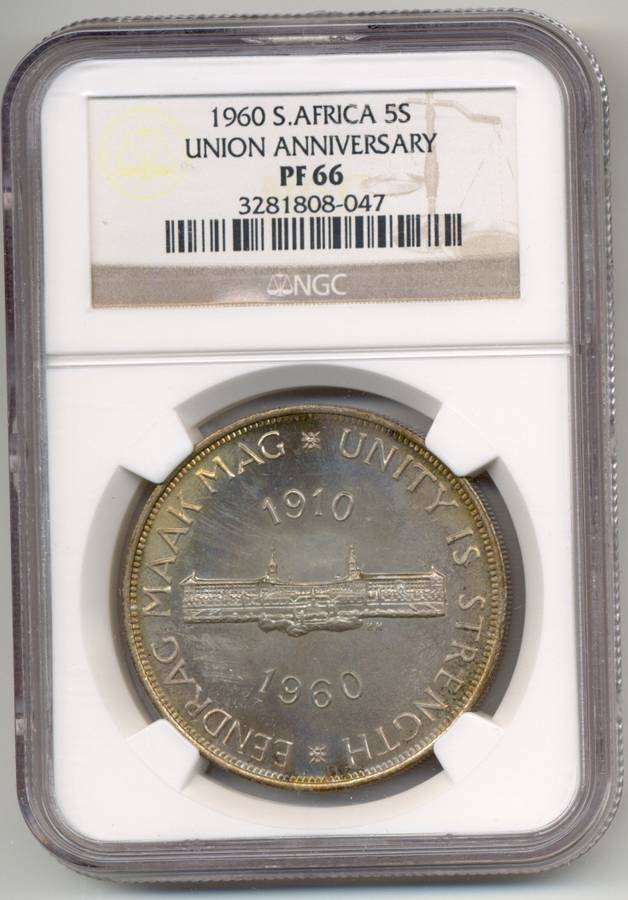 1960 S.AFRICA 5S
UNION ANNIVERSARY
PF 66
3281808-047
NGC
EENDRAG MAAK MAG ※ UNITY IS STRENGTH ※
1910
1960